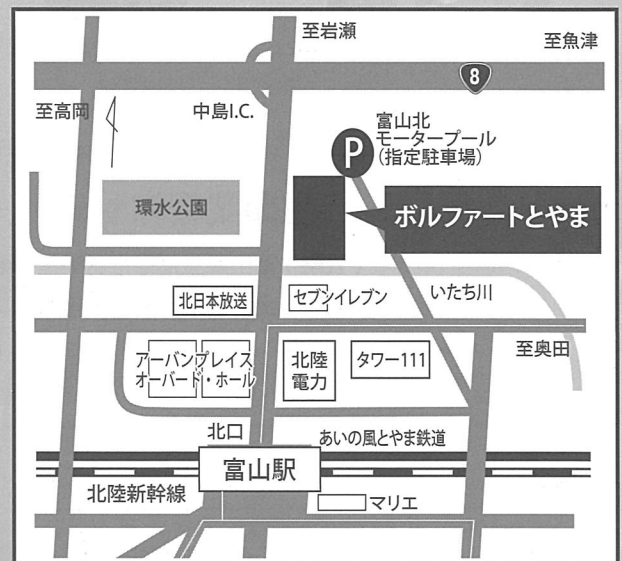 至岩瀬
至魚津
8
至高岡
中島I.C.
富山北
モータープール
(指定駐車場)
P
環水公園
ボルファートとやま
北日本放送
セブンイレブン
いたち川
至奥田
アーバンプレイス
オーバード・ホール
北陸
電力
タワー111
北口
あいの風とやま鉄道
富山駅
北陸新幹線
マリエ